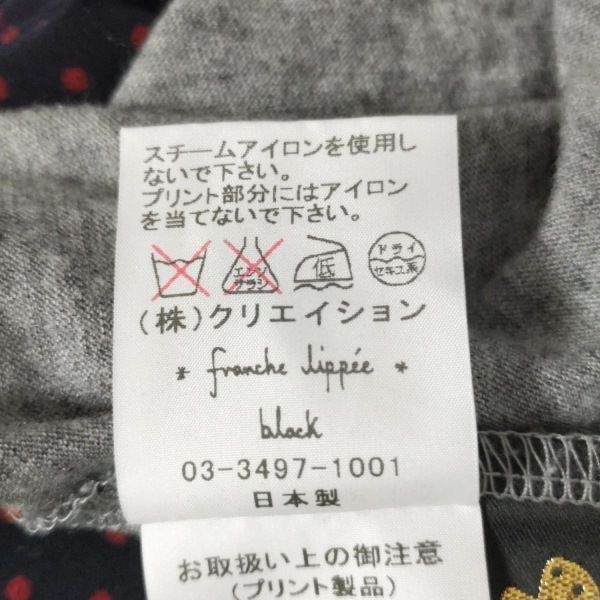 スチームアイロンを使用し
ないで下さい。
プリント部分にはアイロン
を当てないで下さい。
エンソ サラシ 低 ドライ セキユ系
(株)クリエイション
* franche lippée *
black
03-3497-1001
日本製
お取扱い上の御注意
(プリント製品)